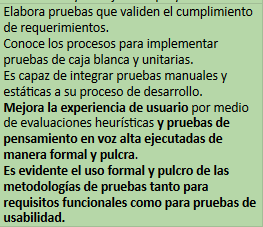 Elabora pruebas que validen el cumplimiento
de requerimientos.
Conoce los procesos para implementar
pruebas de caja blanca y unitarias.
Es capaz de integrar pruebas manuales y
estáticas a su proceso de desarrollo.
Mejora la experiencia de usuario por medio
de evaluaciones heurísticas y pruebas de
pensamiento en voz alta ejecutadas de
manera formal y pulcra.
Es evidente el uso formal y pulcro de las
metodologías de pruebas tanto para
requisitos funcionales como para pruebas de
usabilidad.